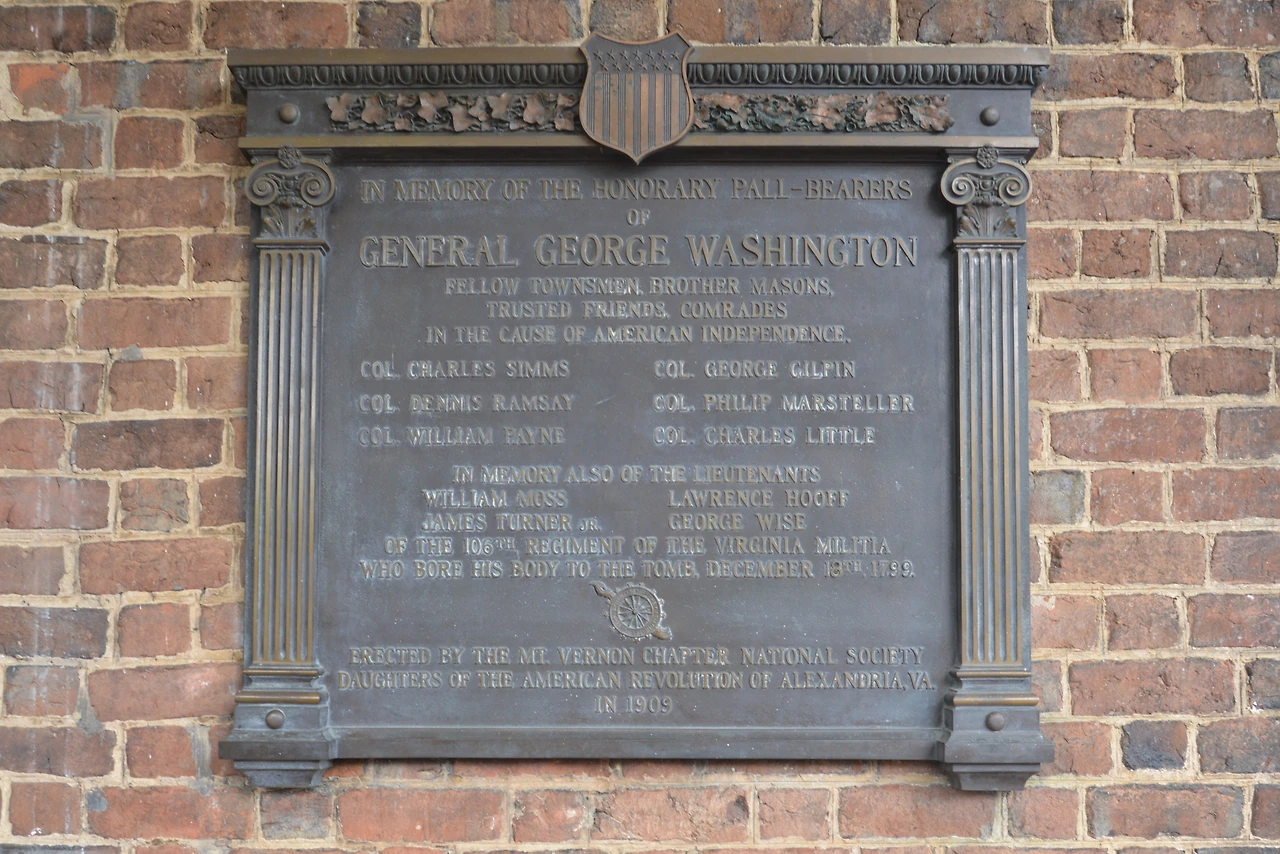 IN MEMORY OF THE HONORARY PALL-BEARERS
OF
GENERAL GEORGE WASHINGTON
FELLOW TOWNSMEN, BROTHER MASONS,
TRUSTED FRIENDS, COMRADES
IN THE CAUSE OF AMERICAN INDEPENDENCE.
COL. CHARLES SIMMS COL. GEORGE GILPIN
COL. DENNIS RAMSAY COL. PHILIP MARSTELLER
COL. WILLIAM PAYNE COL. CHARLES LITTLE
IN MEMORY ALSO OF THE LIEUTENANTS
WILLIAM MOSS LAWRENCE HOOFF
JAMES TURNER JR. GEORGE WISE
OF THE 106TH, REGIMENT OF THE VIRGINIA MILITIA
WHO BORE HIS BODY TO THE TOMB, DECEMBER 18TH, 1799.
ERECTED BY THE MT. VERNON CHAPTER NATIONAL SOCIETY
DAUGHTERS OF THE AMERICAN REVOLUTION OF ALEXANDRIA, VA.
IN 1909